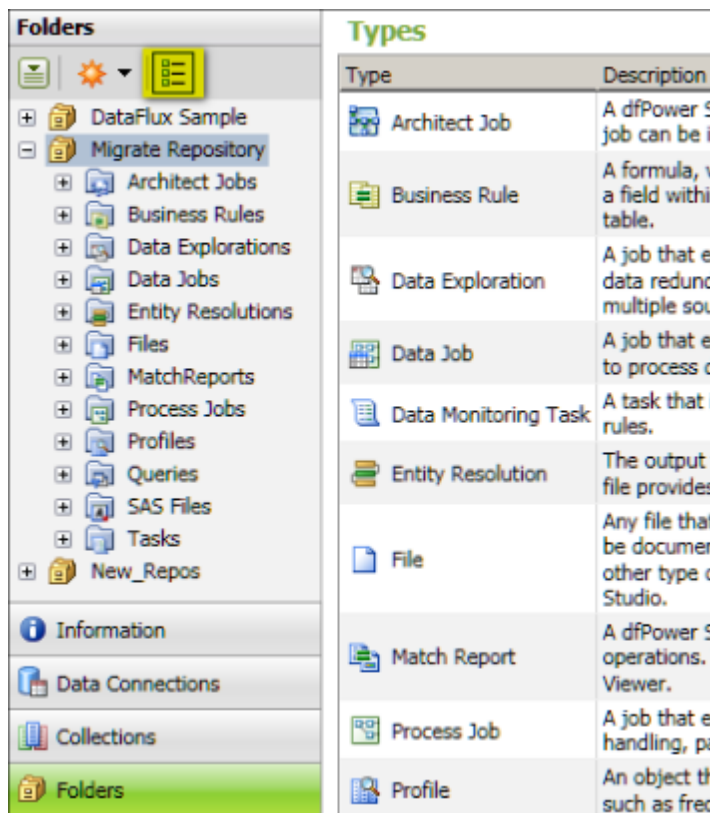 Folders
DataFlux Sample
Migrate Repository
Architect Jobs
Business Rules
Data Explorations
Data Jobs
Entity Resolutions
Files
MatchReports
Process Jobs
Profiles
Queries
SAS Files
Tasks
New_Repos
Information
Data Connections
Collections
Folders
Types
Type Description
Architect Job
A dfPower S
job can be i
Business Rule
A formula, v
a field withi
table.
Data Exploration
A job that e
data redund
multiple sou
Data Job
A job that e
to process d
Data Monitoring Task
A task that
rules.
Entity Resolution
The output
file provides
File
Any file that
be documen
other type o
Studio.
Match Report
A dfPower S
operations.
Viewer.
Process Job
A job that e
handling, pa
Profile
An object th
such as freq